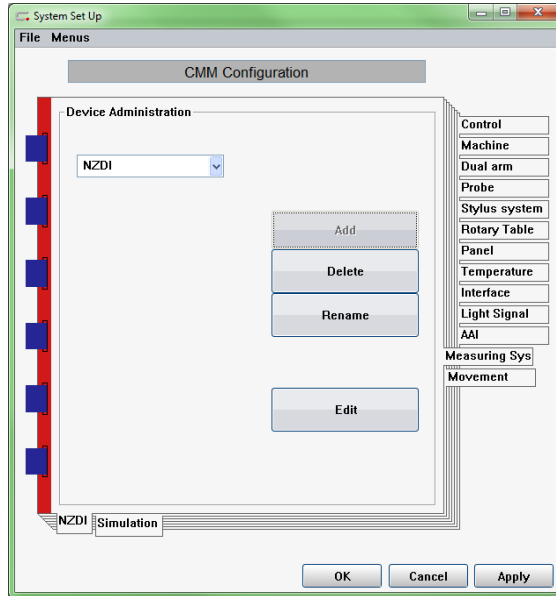 System Set Up
File Menus
CMM Configuration
Device Administration
NZDI
Add
Delete
Rename
Edit
Control
Machine
Dual arm
Probe
Stylus system
Rotary Table
Panel
Temperature
Interface
Light Signal
AAI
Measuring Sys
Movement
NZDI Simulation
OK Cancel Apply